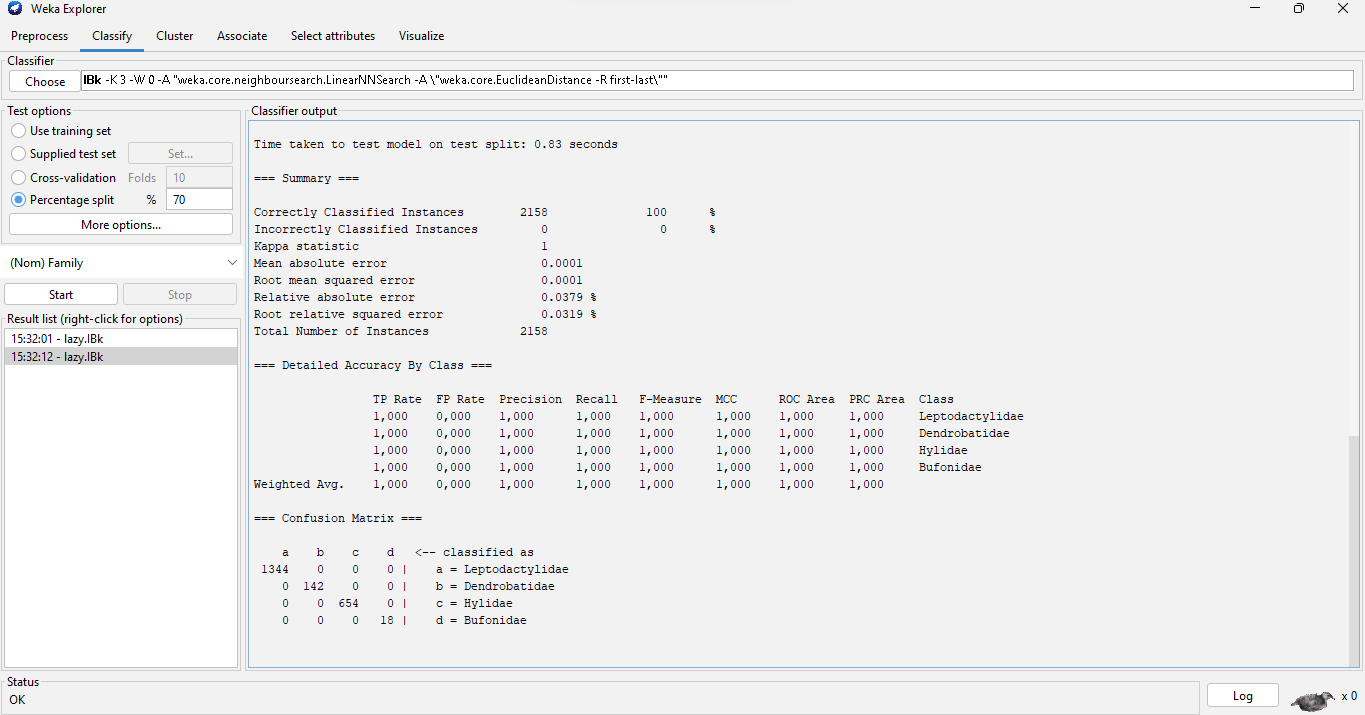 Weka Explorer
Preprocess Classify Cluster Associate Select attributes Visualize
Classifier
Choose IBk -K 3 -W 0 -A "weka.core.neighboursearch.LinearNNSearch -A \"weka.core.EuclideanDistance -R first-last\""
Test options
Use training set
Supplied test set Set...
Cross-validation Folds 10
Percentage split % 70
More options...
(Nom) Family
Start Stop
Result list (right-click for options)
15:32:01 - lazy.IBk
15:32:12 - lazy.IBk
Classifier output
Time taken to test model on test split: 0.83 seconds
=== Summary ===
Correctly Classified Instances 2158 100 %
Incorrectly Classified Instances 0 0 %
Kappa statistic 1
Mean absolute error 0.0001
Root mean squared error 0.0001
Relative absolute error 0.0379 %
Root relative squared error 0.0319 %
Total Number of Instances 2158
=== Detailed Accuracy By Class ===
TP Rate FP Rate Precision Recall F-Measure MCC ROC Area PRC Area Class
1,000 0,000 1,000 1,000 1,000 1,000 1,000 1,000 Leptodactylidae
1,000 0,000 1,000 1,000 1,000 1,000 1,000 1,000 Dendrobatidae
1,000 0,000 1,000 1,000 1,000 1,000 1,000 1,000 Hylidae
1,000 0,000 1,000 1,000 1,000 1,000 1,000 1,000 Bufonidae
Weighted Avg. 1,000 0,000 1,000 1,000 1,000 1,000 1,000 1,000
=== Confusion Matrix ===
a b c d <-- classified as
1344 0 0 0 | a = Leptodactylidae
0 142 0 0 | b = Dendrobatidae
0 0 654 0 | c = Hylidae
0 0 0 18 | d = Bufonidae
Status
OK
Log x 0